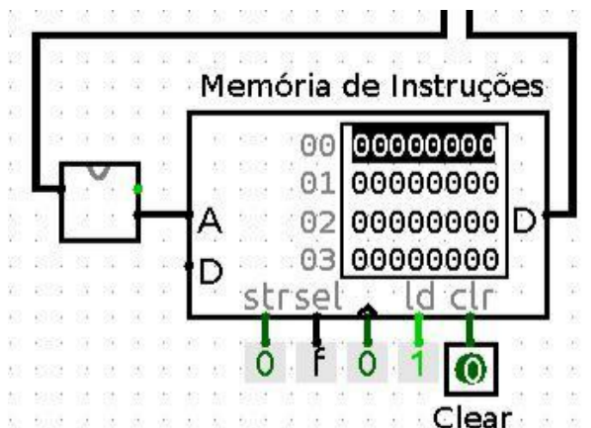 Memória de Instruções
00 00000000
01 00000000
A 02 00000000 D
D 03 00000000
str sel ld clr
0 f 0 1 0
Clear